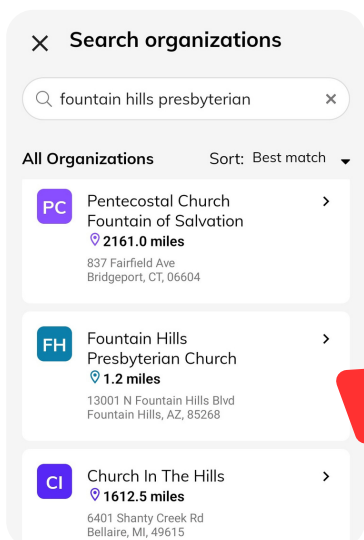 Search organizations
fountain hills presbyterian
All Organizations Sort: Best match
PC
Pentecostal Church
Fountain of Salvation
2161.0 miles
837 Fairfield Ave
Bridgeport, CT, 06604
FH
Fountain Hills
Presbyterian Church
1.2 miles
13001 N Fountain Hills Blvd
Fountain Hills, AZ, 85268
CI
Church In The Hills
1612.5 miles
6401 Shanty Creek Rd
Bellaire, MI, 49615